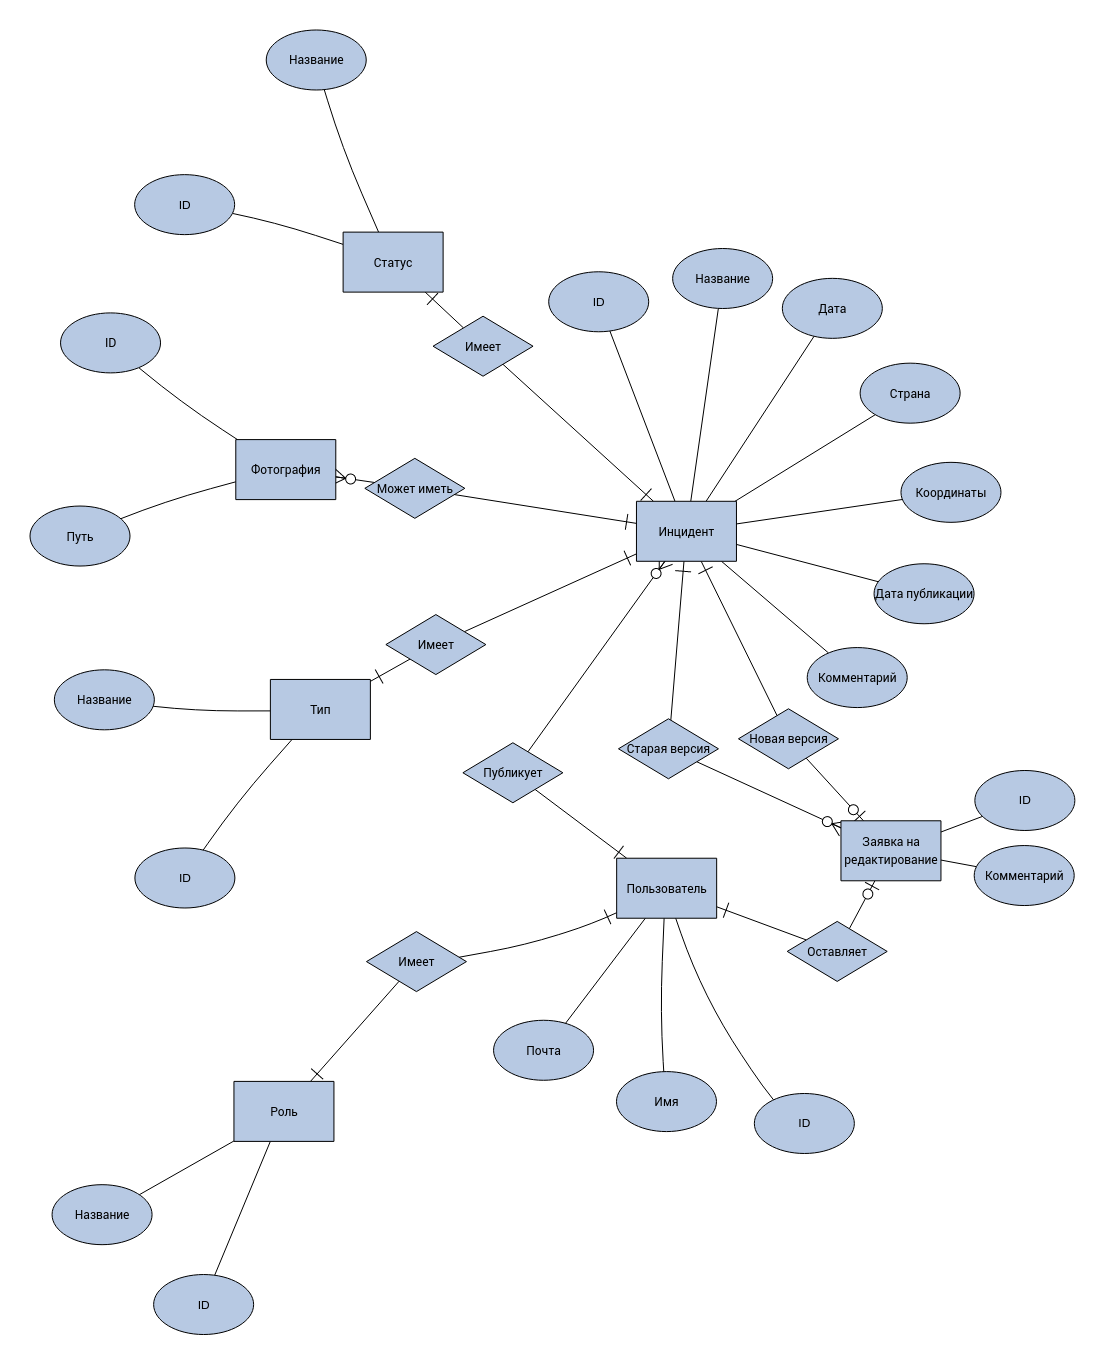 Название
ID
Статус
ID
Название
Дата
ID
Имеет
Страна
Фотография
Может иметь
Координаты
Путь
Инцидент
Дата публикации
Имеет
Комментарий
Название
Тип
Старая версия
Новая версия
Публикует
ID
Заявка на
редактирование
Комментарий
ID
Пользователь
Имеет
Оставляет
Почта
Имя
ID
Роль
Название
ID